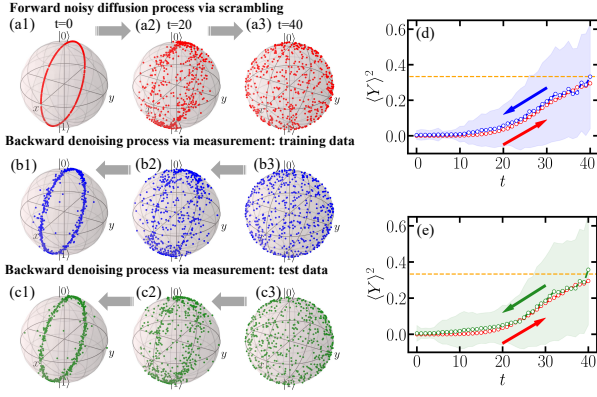 Forward noisy diffusion process via scrambling
(a1) t=0 (a2) t=20 (a3) t=40
|0⟩ |0⟩ |0⟩
x y y y
|1⟩ |1⟩ |1⟩
Backward denoising process via measurement: training data
(b1) |0⟩ (b2) |0⟩ (b3) |0⟩
x y y y
|1⟩ |1⟩ |1⟩
Backward denoising process via measurement: test data
(c1) |0⟩ (c2) |0⟩ (c3) |0⟩
x y y y
|1⟩ |1⟩ |1⟩
(d)
⟨Y⟩²
0.6
0.4
0.2
0.0
0 10 20 30 40
t
(e)
⟨Y⟩²
0.6
0.4
0.2
0.0
0 10 20 30 40
t